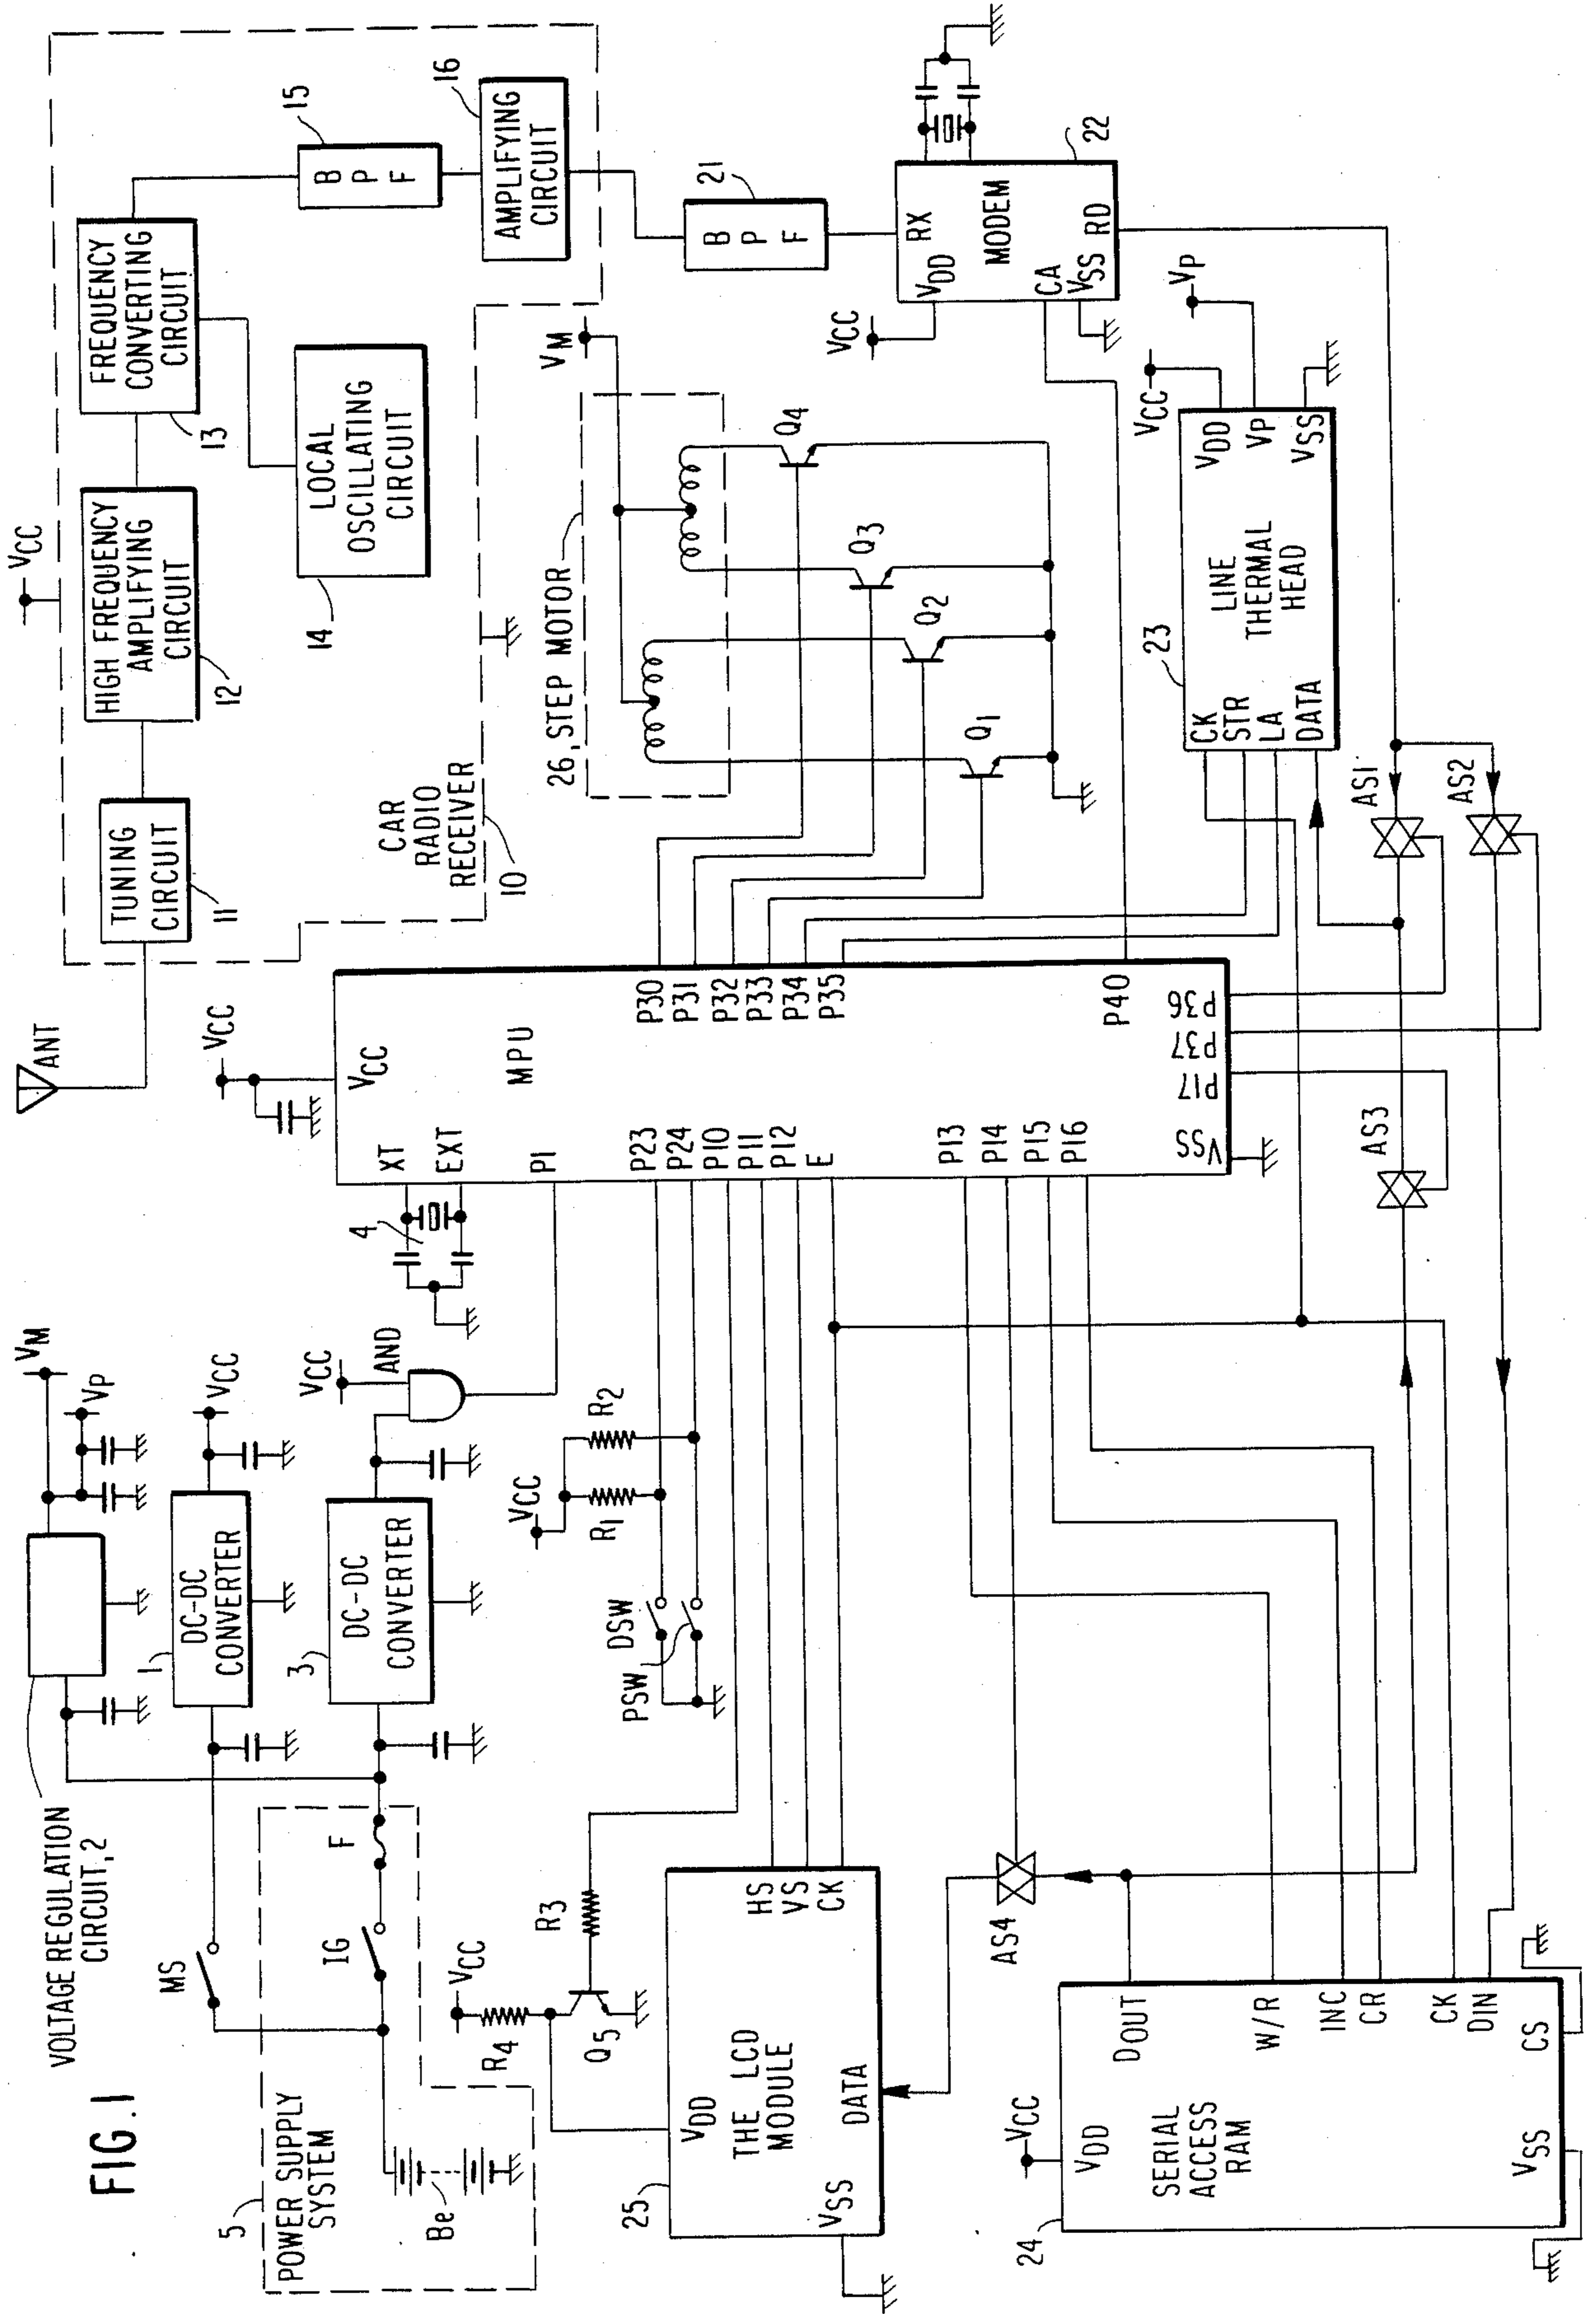 FIG.1
VOLTAGE REGULATION
CIRCUIT, 2
VM
VP
MS
1
DC-DC
CONVERTER
VCC
3
DC-DC
CONVERTER
VCC
AND
5
POWER SUPPLY
SYSTEM
Be
IG
F
ANT
VCC
TUNING
CIRCUIT
11
HIGH FREQUENCY
AMPLIFYING
CIRCUIT
12
FREQUENCY
CONVERTING
CIRCUIT
13
LOCAL
OSCILLATING
CIRCUIT
14
B P F
15
AMPLIFYING
CIRCUIT
16
CAR
RADIO
RECEIVER
10
VCC
4
XT
EXT
P1
VCC
MPU
P23
P24
P10
P11
P12
E
P13
P14
P15
P16
VSS
P17
P37
P36
P40
P30
P31
P32
P33
P34
P35
VCC
R1
R2
DSW
PSW
R3
VCC
R4
Q5
25
VDD
THE LCD
MODULE
VSS
DATA
HS
VS
CK
26, STEP MOTOR
VM
Q1
Q2
Q3
Q4
B P F
21
RX
VDD
MODEM
CA
VSS
RD
22
VCC
23
CK
STR
LA
DATA
LINE
THERMAL
HEAD
VDD
VP
VSS
VCC
VP
AS1
AS2
AS3
AS4
24
VCC
VDD
SERIAL
ACCESS
RAM
VSS
CS
DOUT
W/R
INC
CR
CK
DIN